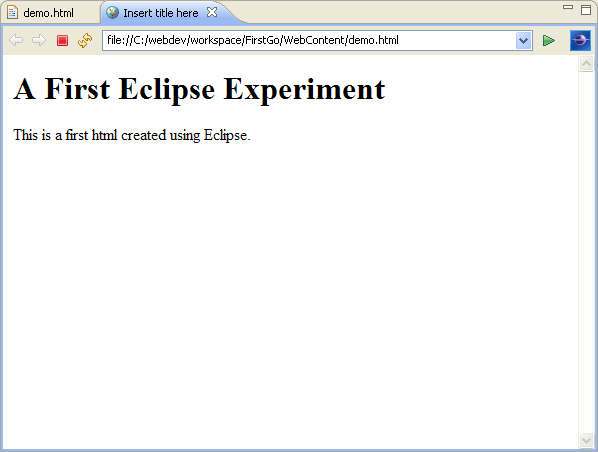 demo.html
Insert title here
file://C:/webdev/workspace/FirstGo/WebContent/demo.html
A First Eclipse Experiment
This is a first html created using Eclipse.